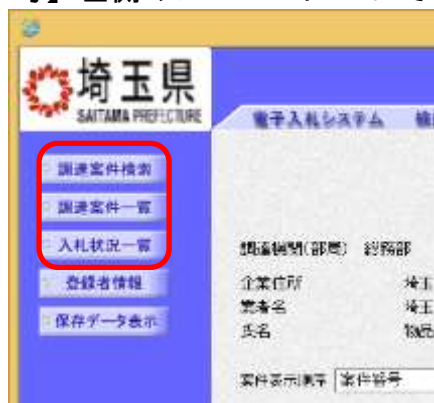 埼玉県
SAITAMA PREFECTURE
電子入札システム
調達案件検索
調達案件一覧
入札状況一覧
登録者情報
保存データ表示
調達機関(部局) 総務部
企業住所 埼玉
業者名 埼玉
氏名 物品
案件表示順序 案件番号